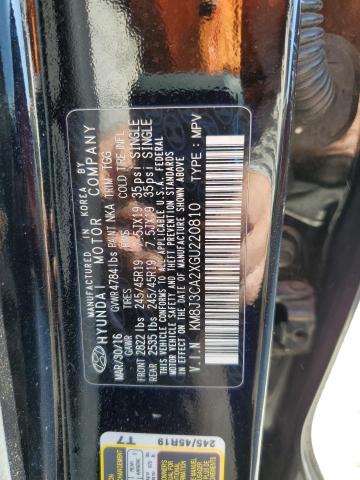 MANUFACTURED IN KOREA BY
HYUNDAI MOTOR COMPANY
MAR/30/16 GVWR 4784 lbs PAINT NKA TRIM TGG
GAWR TIRES RIMS COLD TIRE INFL.
FRONT 2822 lbs 245/45R19 7.5JX19 35psi SINGLE
REAR 2535 lbs 245/45R19 7.5JX19 35psi SINGLE
THIS VEHICLE CONFORMS TO ALL APPLICABLE U.S. FEDERAL
MOTOR VEHICLE SAFETY, BUMPER AND THEFT PREVENTION STANDARDS
IN EFFECT ON THE DATE OF MANUFACTURE SHOWN ABOVE
V.I.N KM8J3CA2XGU220810 TYPE : MPV
T7
245/45R19